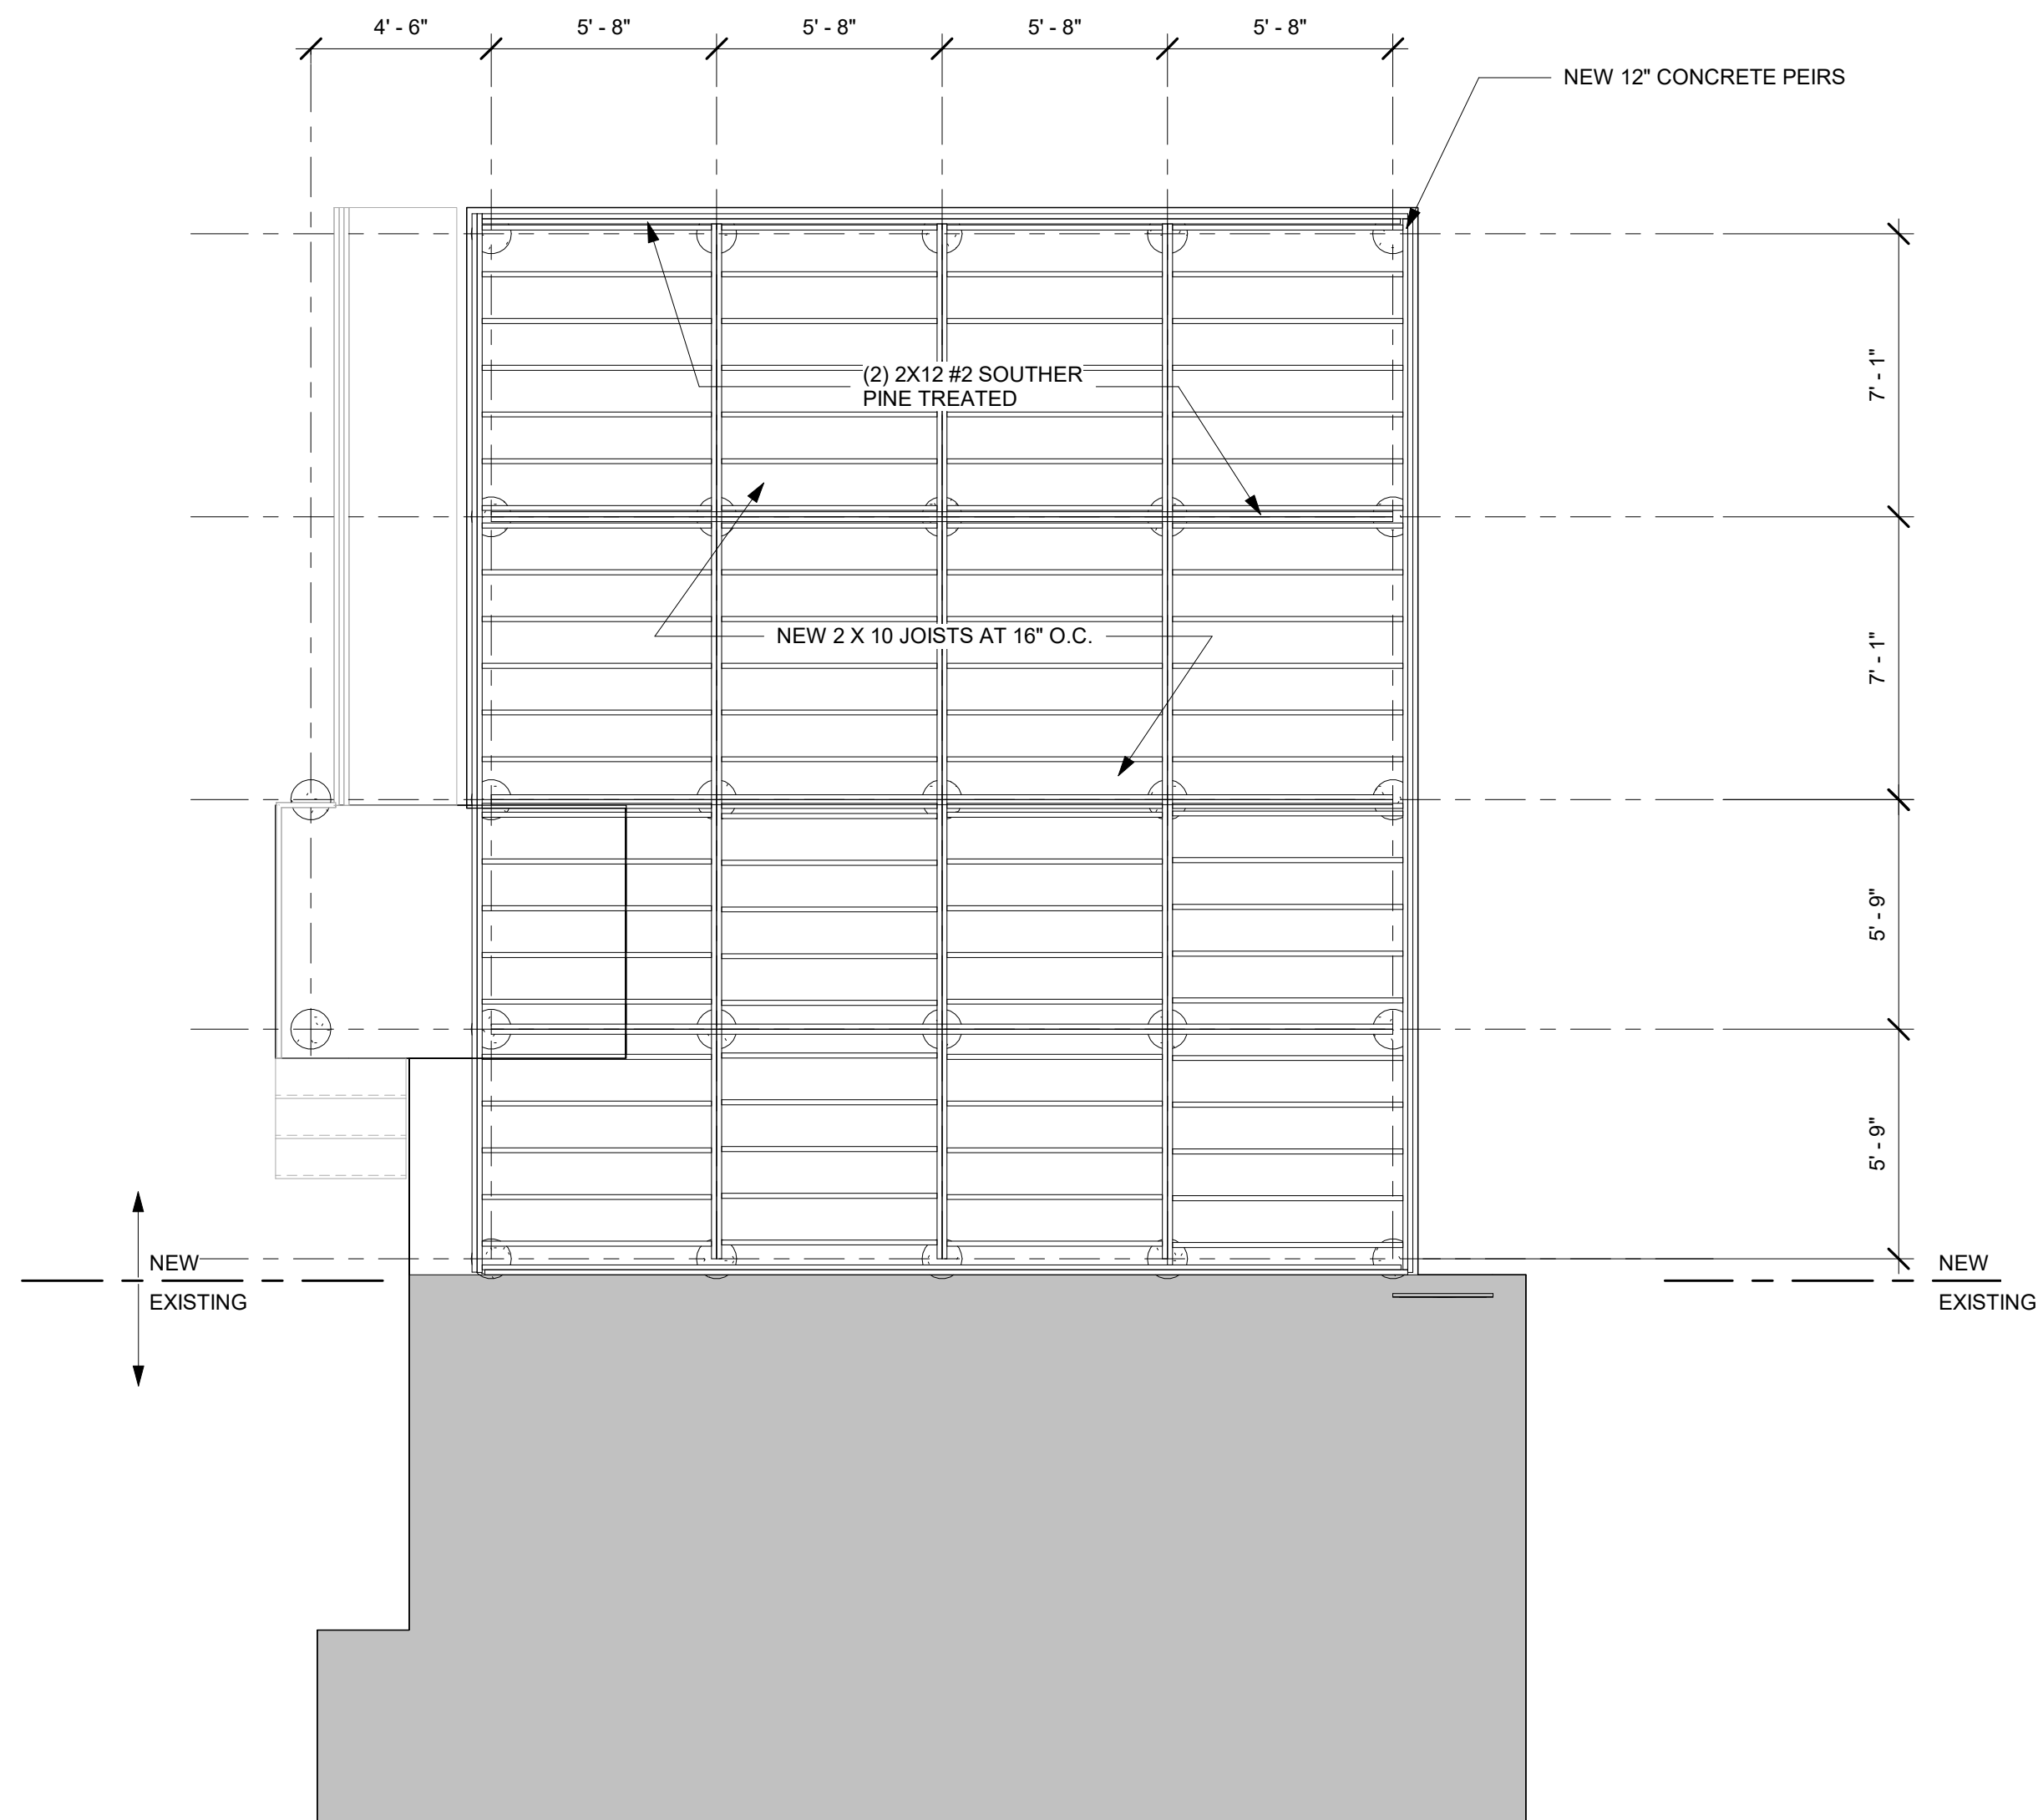 4' - 6"
5' - 8"
5' - 8"
5' - 8"
5' - 8"
NEW 12" CONCRETE PEIRS
7' - 1"
(2) 2X12 #2 SOUTHER
PINE TREATED
NEW 2 X 10 JOISTS AT 16" O.C.
7' - 1"
5' - 9"
5' - 9"
NEW
EXISTING
NEW
EXISTING